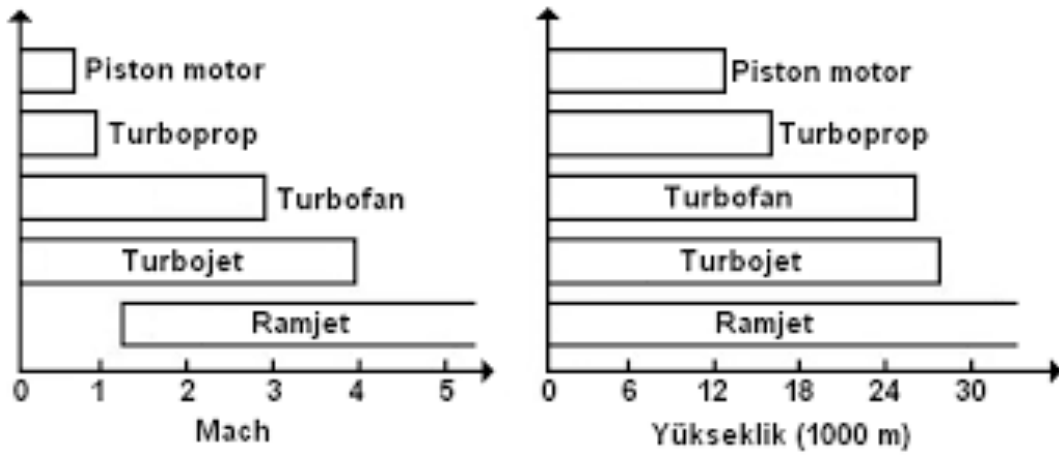 Piston motor
Turboprop
Turbofan
Turbojet
Ramjet
0 1 2 3 4 5
Mach
Piston motor
Turboprop
Turbofan
Turbojet
Ramjet
0 6 12 18 24 30
Yükseklik (1000 m)